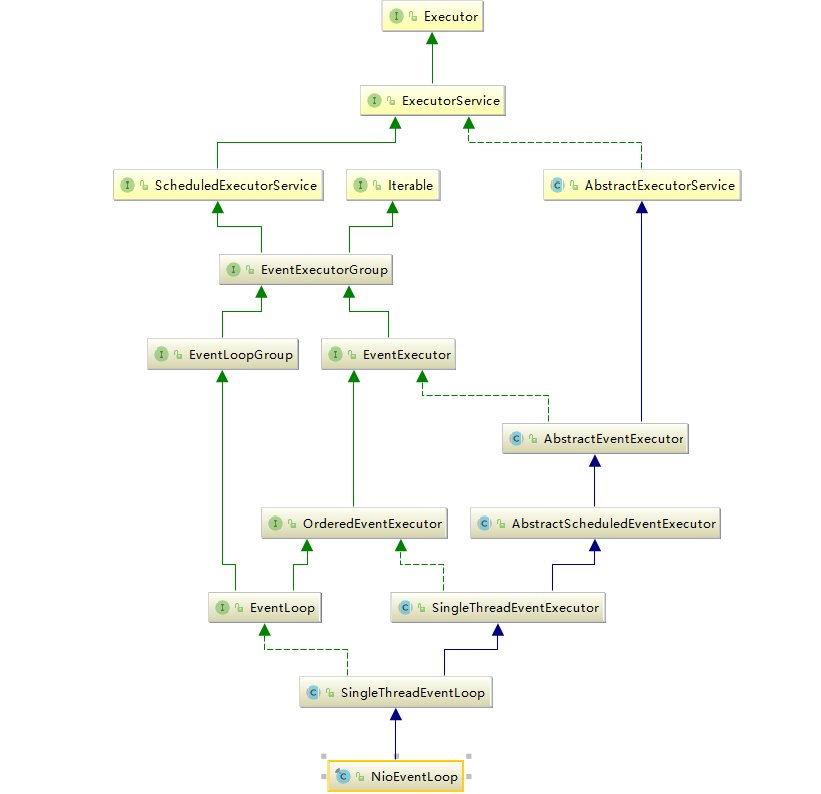 Executor
ExecutorService
ScheduledExecutorService
Iterable
AbstractExecutorService
EventExecutorGroup
EventLoopGroup
EventExecutor
AbstractEventExecutor
OrderedEventExecutor
AbstractScheduledEventExecutor
EventLoop
SingleThreadEventExecutor
SingleThreadEventLoop
NioEventLoop